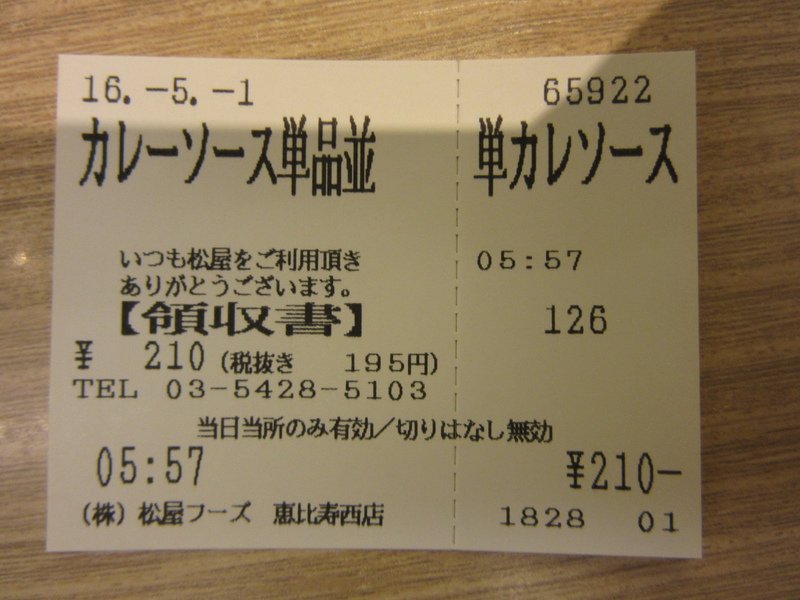 16.-5.-1
カレーソース単品並
いつも松屋をご利用頂き
ありがとうございます。
【領収書】
¥ 210 (税抜き 195円)
TEL 03-5428-5103
当日当所のみ有効/切りはなし無効
05:57
(株) 松屋フーズ 恵比寿西店
65922
単カレソース
05:57
126
¥210-
1828 01